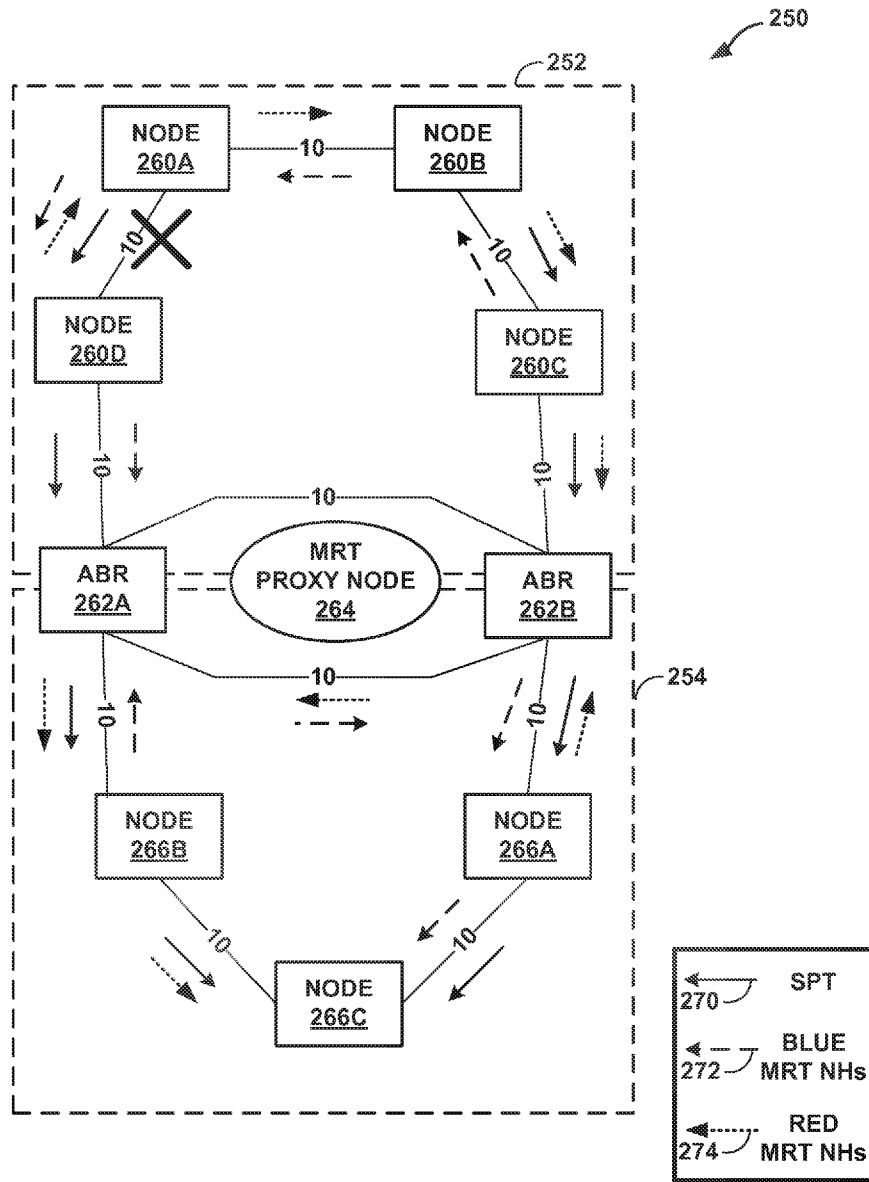 250
252
NODE
260A
10
NODE
260B
10
10
NODE
260D
NODE
260C
10
10
10
ABR
262A
MRT
PROXY NODE
264
ABR
262B
10
254
10
10
NODE
266B
NODE
266A
10
10
NODE
266C
270
SPT
272
BLUE
MRT NHs
274
RED
MRT NHs